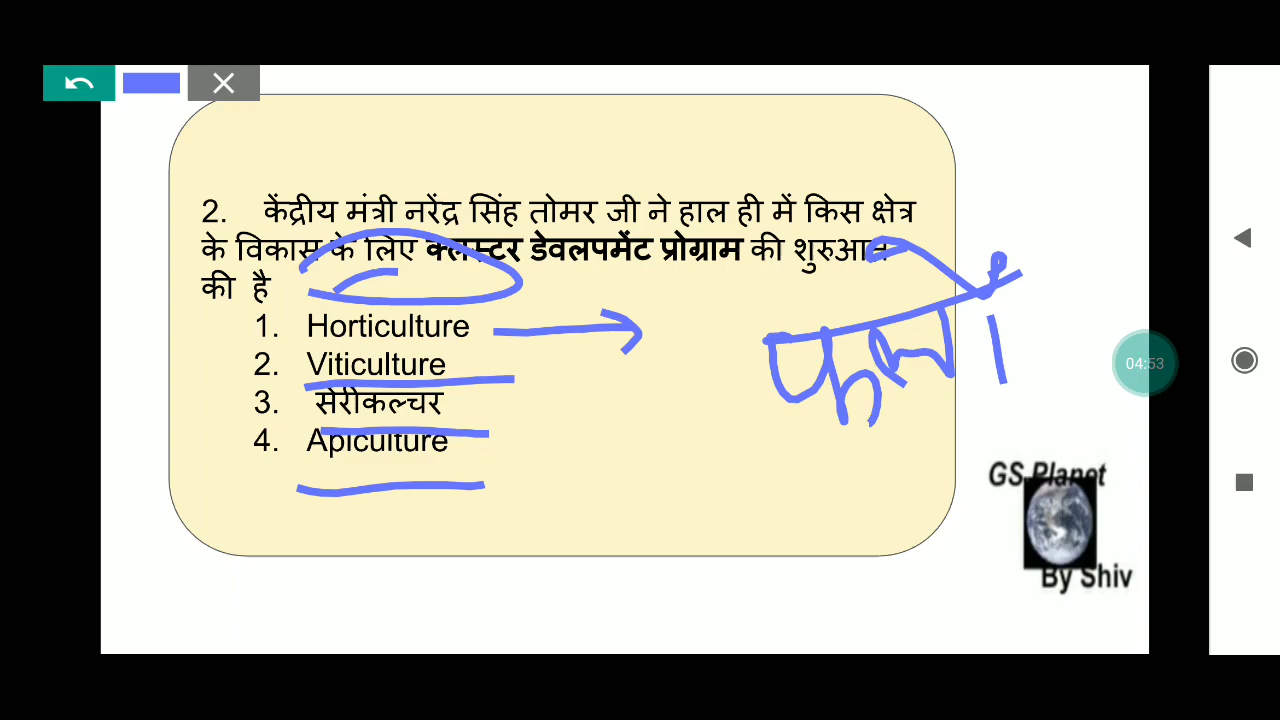 2. केंद्रीय मंत्री नरेंद्र सिंह तोमर जी ने हाल ही में किस क्षेत्र
के विकास के लिए क्लस्टर डेवलपमेंट प्रोग्राम की शुरुआत
की है
1. Horticulture
2. Viticulture
3. सेरीकल्चर
4. Apiculture
04:53
GS Planet
By Shiv